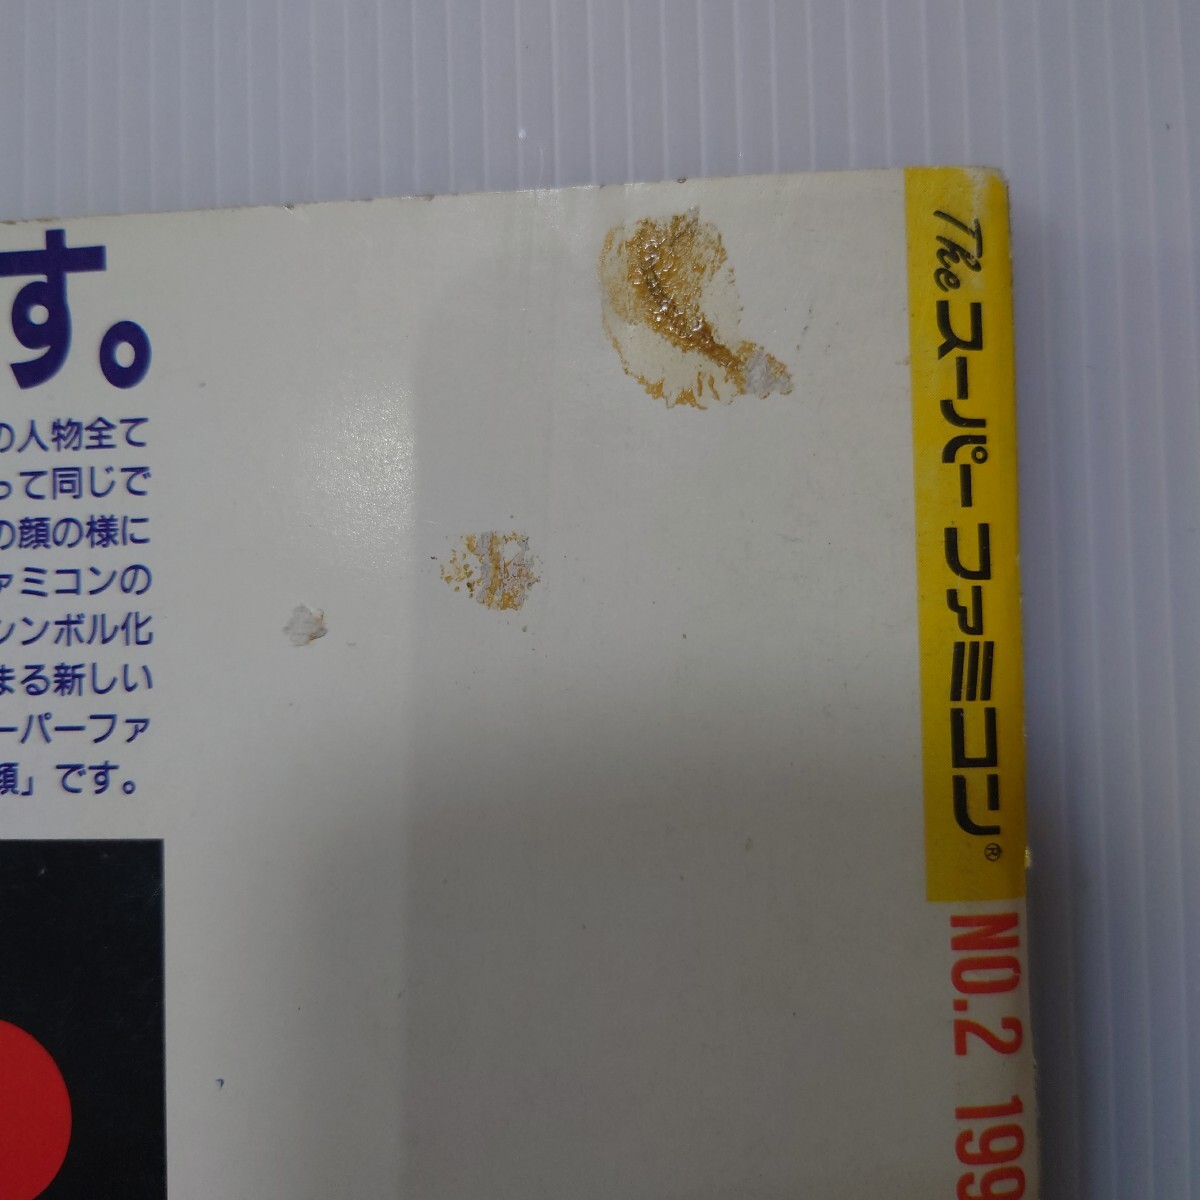 す。
の人物全て
って同じで
の顔の様に
ァミコンの
シンボル化
まる新しい
ーパーファ
顔」です。
The スーパーファミコン®
NO.2 199